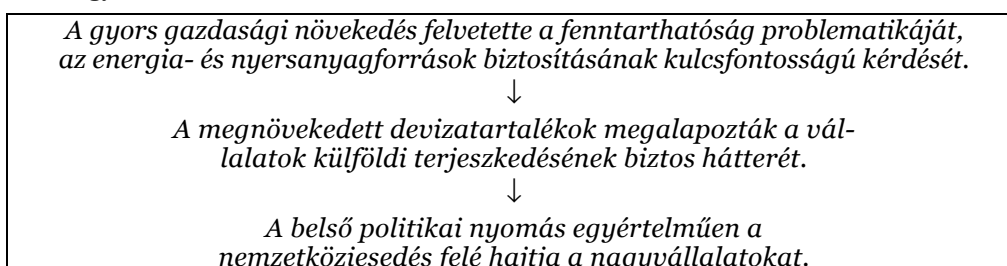 A gyors gazdasági növekedés felvetette a fenntarthatóság problematikáját,
az energia- és nyersanyagforrások biztosításának kulcsfontosságú kérdését.
↓
A megnövekedett devizatartalékok megalapozták a vál-
lalatok külföldi terjeszkedésének biztos hátterét.
↓
A belső politikai nyomás egyértelműen a
nemzetköziesedés felé hajtja a nagyvállalatokat.